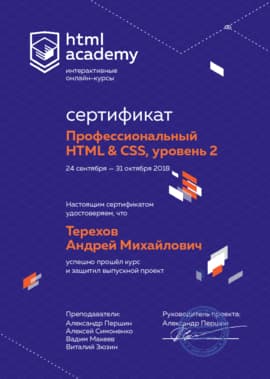 html
academy
интерактивные
онлайн-курсы
сертификат
Профессиональный
HTML & CSS, уровень 2
24 сентября — 31 октября 2018
Настоящим сертификатом
удостоверяем, что
Терехов
Андрей Михайлович
успешно прошёл курс
и защитил выпускной проект
Преподаватели:
Александр Першин
Алексей Симоненко
Вадим Макеев
Виталий Зюзин
Руководитель проекта:
Александр Першин